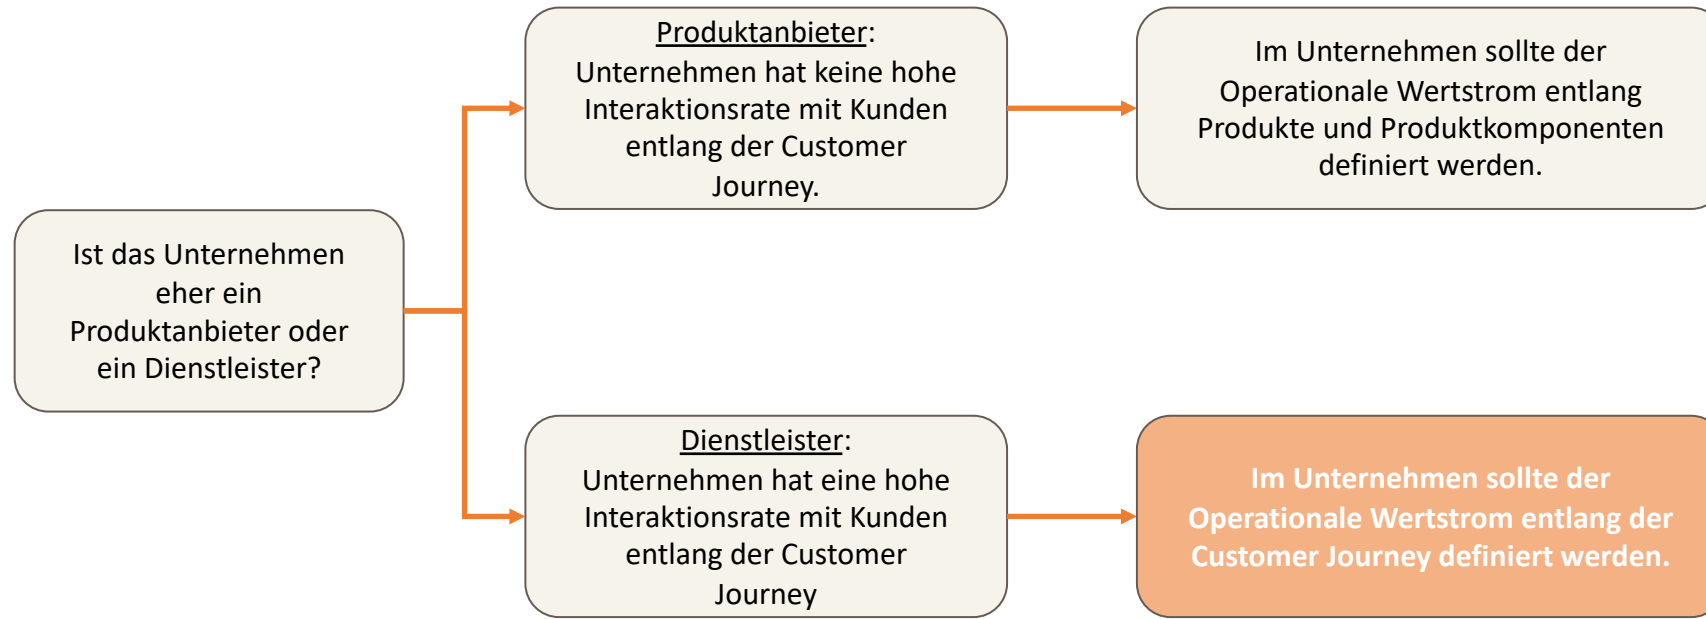 Ist das Unternehmen
eher ein
Produktanbieter oder
ein Dienstleister?
Produktanbieter:
Unternehmen hat keine hohe
Interaktionsrate mit Kunden
entlang der Customer
Journey.
Im Unternehmen sollte der
Operationale Wertstrom entlang
Produkte und Produktkomponenten
definiert werden.
Dienstleister:
Unternehmen hat eine hohe
Interaktionsrate mit Kunden
entlang der Customer
Journey
Im Unternehmen sollte der
Operationale Wertstrom entlang der
Customer Journey definiert werden.